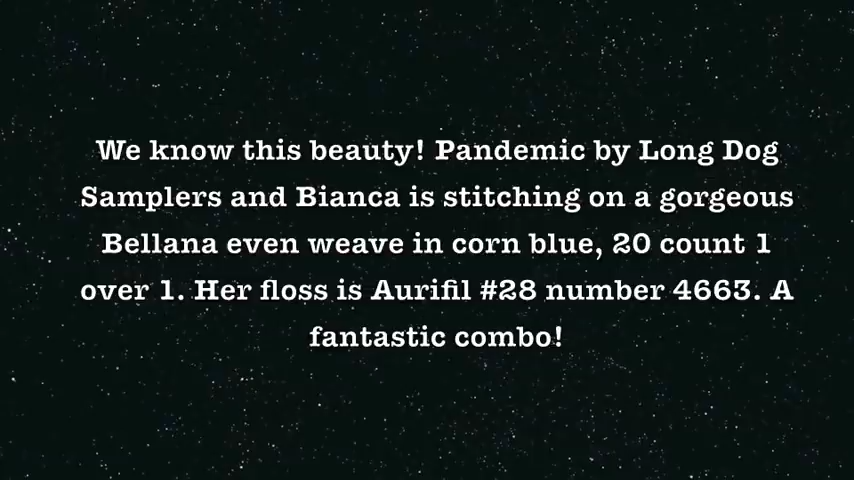 We know this beauty! Pandemic by Long Dog
Samplers and Bianca is stitching on a gorgeous
Bellana even weave in corn blue, 20 count 1
over 1. Her floss is Aurifil #28 number 4663. A
fantastic combo!